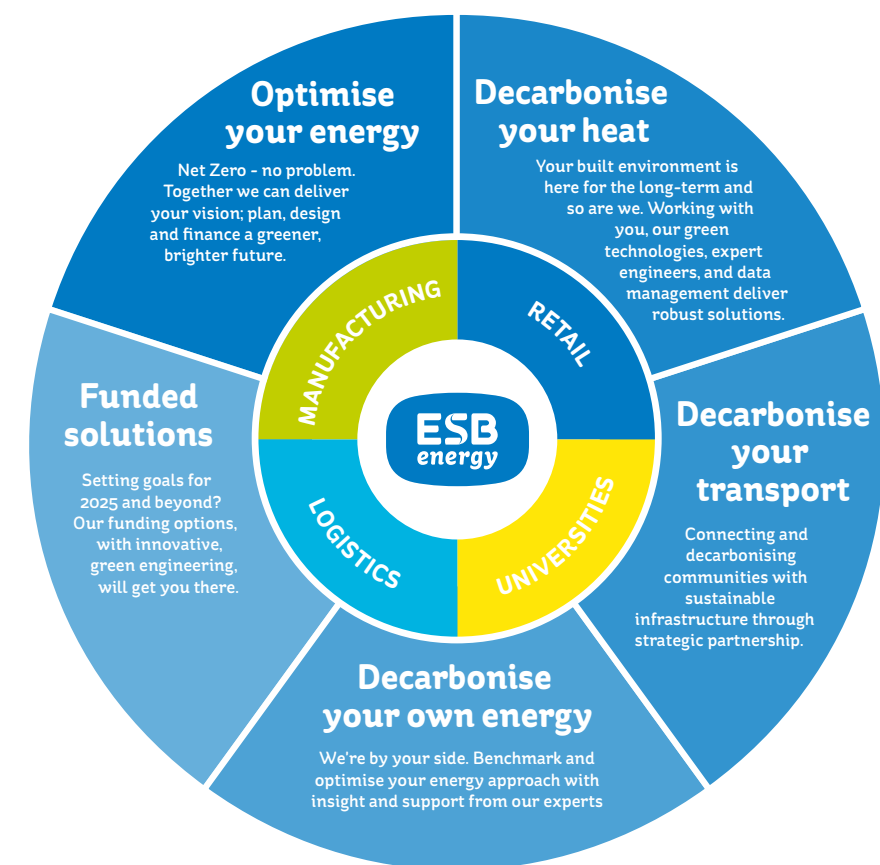 Optimise
your energy
Net Zero - no problem.
Together we can deliver
your vision; plan, design
and finance a greener,
brighter future.
Decarbonise
your heat
Your built environment is
here for the long-term and
so are we. Working with
you, our green
technologies, expert
engineers, and data
management deliver
robust solutions.
Decarbonise
your
transport
Connecting and
decarbonising
communities with
sustainable
infrastructure through
strategic partnership.
Decarbonise
your own energy
We're by your side. Benchmark and
optimise your energy approach with
insight and support from our experts
Funded
solutions
Setting goals for
2025 and beyond?
Our funding options,
with innovative,
green engineering,
will get you there.
MANUFACTURING
RETAIL
UNIVERSITIES
LOGISTICS
ESB
energy